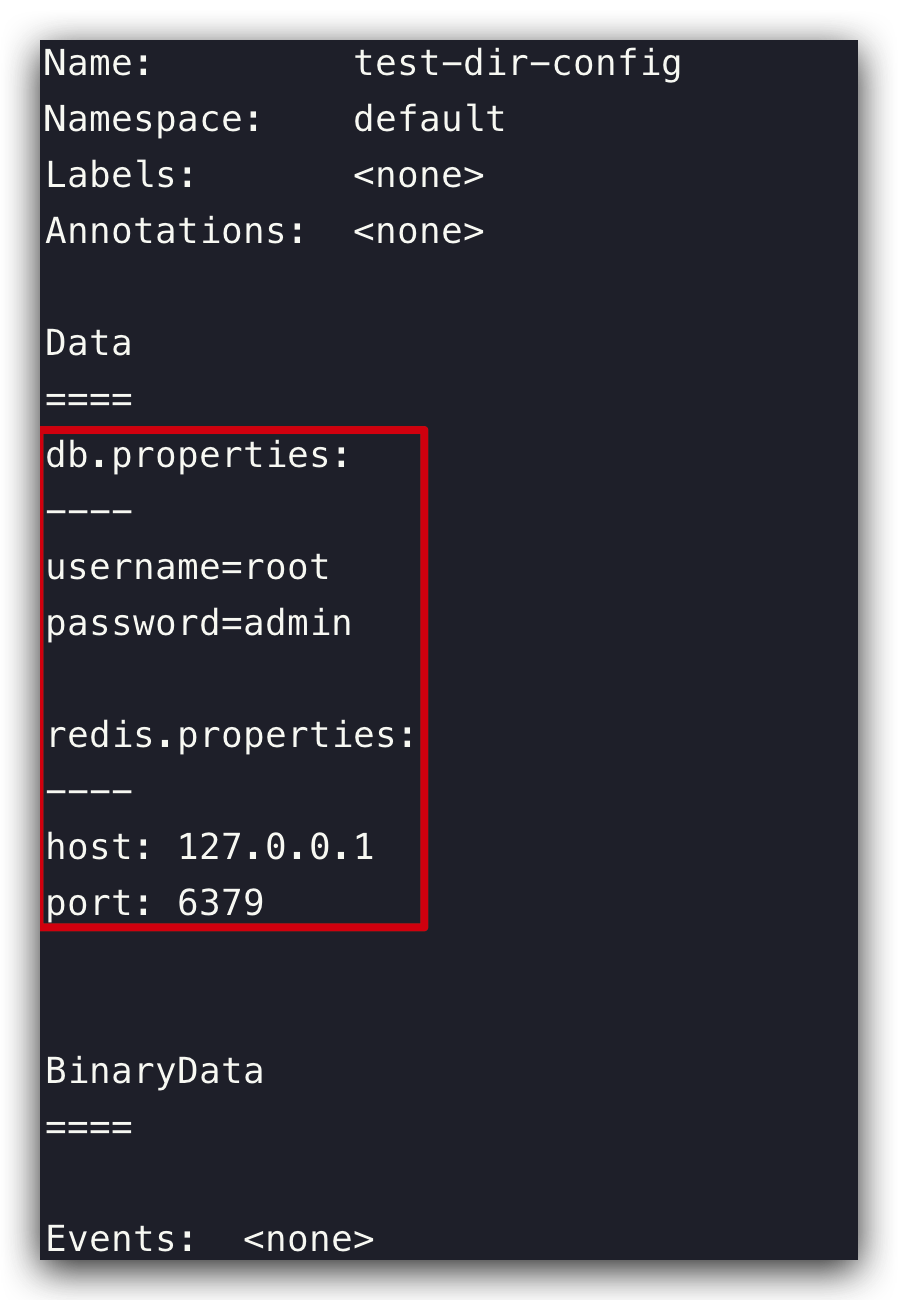 Name:         test-dir-config
Namespace:    default
Labels:       <none>
Annotations:  <none>

Data
====
db.properties:
----
username=root
password=admin

redis.properties:
----
host: 127.0.0.1
port: 6379


BinaryData
====

Events:  <none>